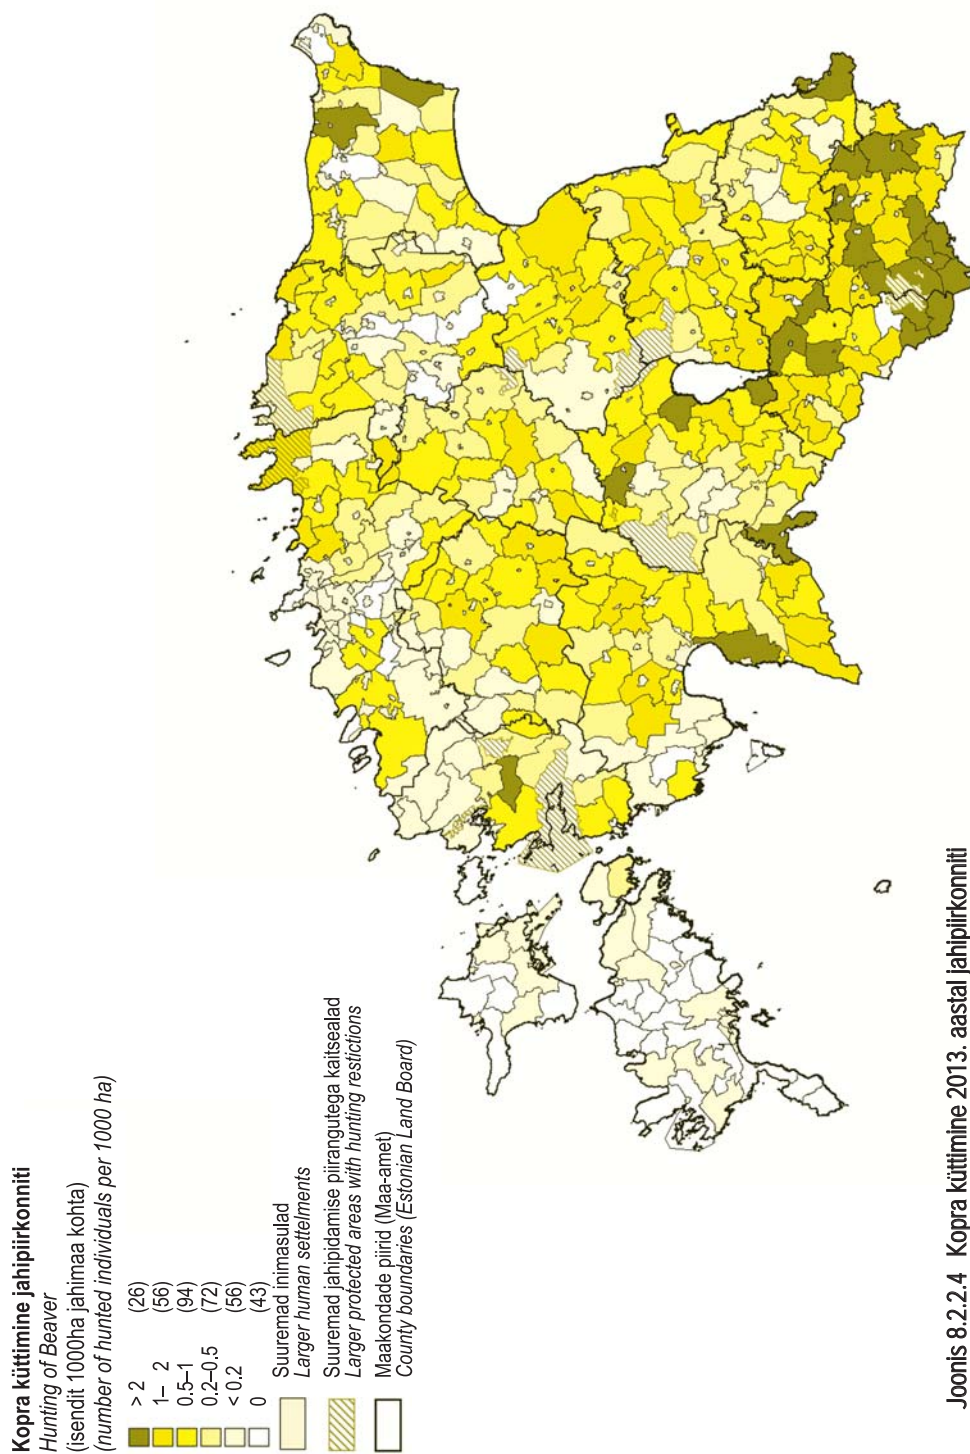 Kopra küttimine jahipiirkonniti
Hunting of Beaver
(isendit 1000ha jahimaa kohta)
(number of hunted individuals per 1000 ha)
> 2 (26)
1– 2 (56)
0.5–1 (94)
0.2–0.5 (72)
< 0.2 (56)
0 (43)
Suuremad inimasulad
Larger human settelments
Suuremad jahipidamise piirangutega kaitsealad
Larger protected areas with hunting restictions
Maakondade piirid (Maa-amet)
County boundaries (Estonian Land Board)
Joonis 8.2.2.4 Kopra küttimine 2013. aastal jahipiirkonniti